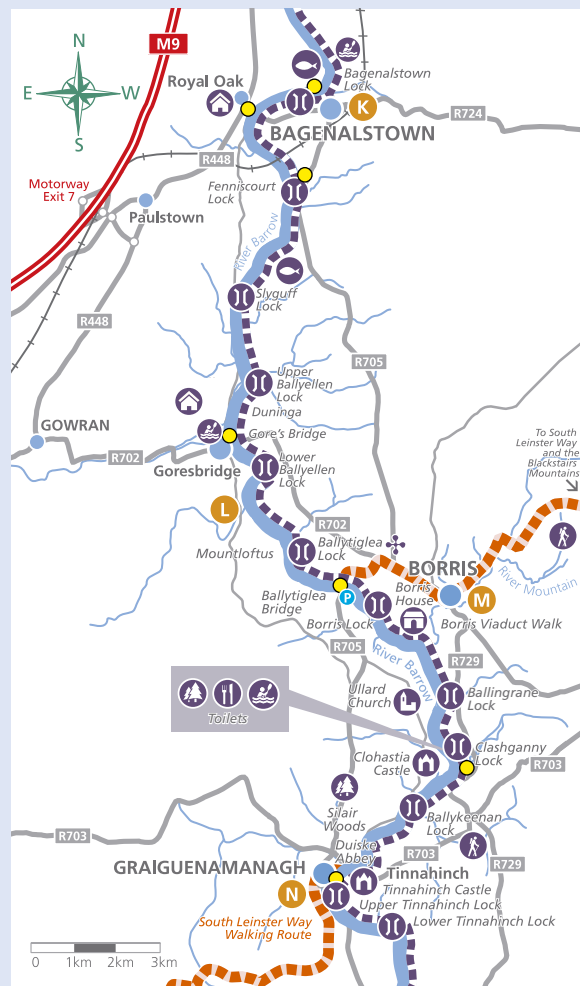 N
M9
E
W
S
Royal Oak
Bagenalstown
Lock
K
BAGENALSTOWN
R724
R448
Motorway
Exit 7
Paulstown
Fenniscourt
Lock
River Barrow
Slyguff
Lock
R448
R705
Upper
Ballyellen
Lock
Duninga
GOWRAN
Gore's Bridge
R702
Goresbridge
Lower
Ballyellen
Lock
To South
Leinster Way
and the
Blackstairs
Mountains
L
R702
Mountloftus
Ballytiglea
Lock
BORRIS
River Mountain
Ballytiglea
Bridge
P
Borris
House
M
Borris Lock
Borris Viaduct Walk
R705
River Barrow
R729
Ullard
Church
Ballingrane
Lock
Toilets
Clashganny
Lock
Clohastia
Castle
R703
Silair
Woods
Ballykeenan
Lock
R703
Duiske
Abbey
R703
R729
GRAIGUENAMANAGH
Tinnahinch
Tinnahinch Castle
N
Upper Tinnahinch Lock
South Leinster Way
Walking Route
Lower Tinnahinch Lock
0 1km 2km 3km